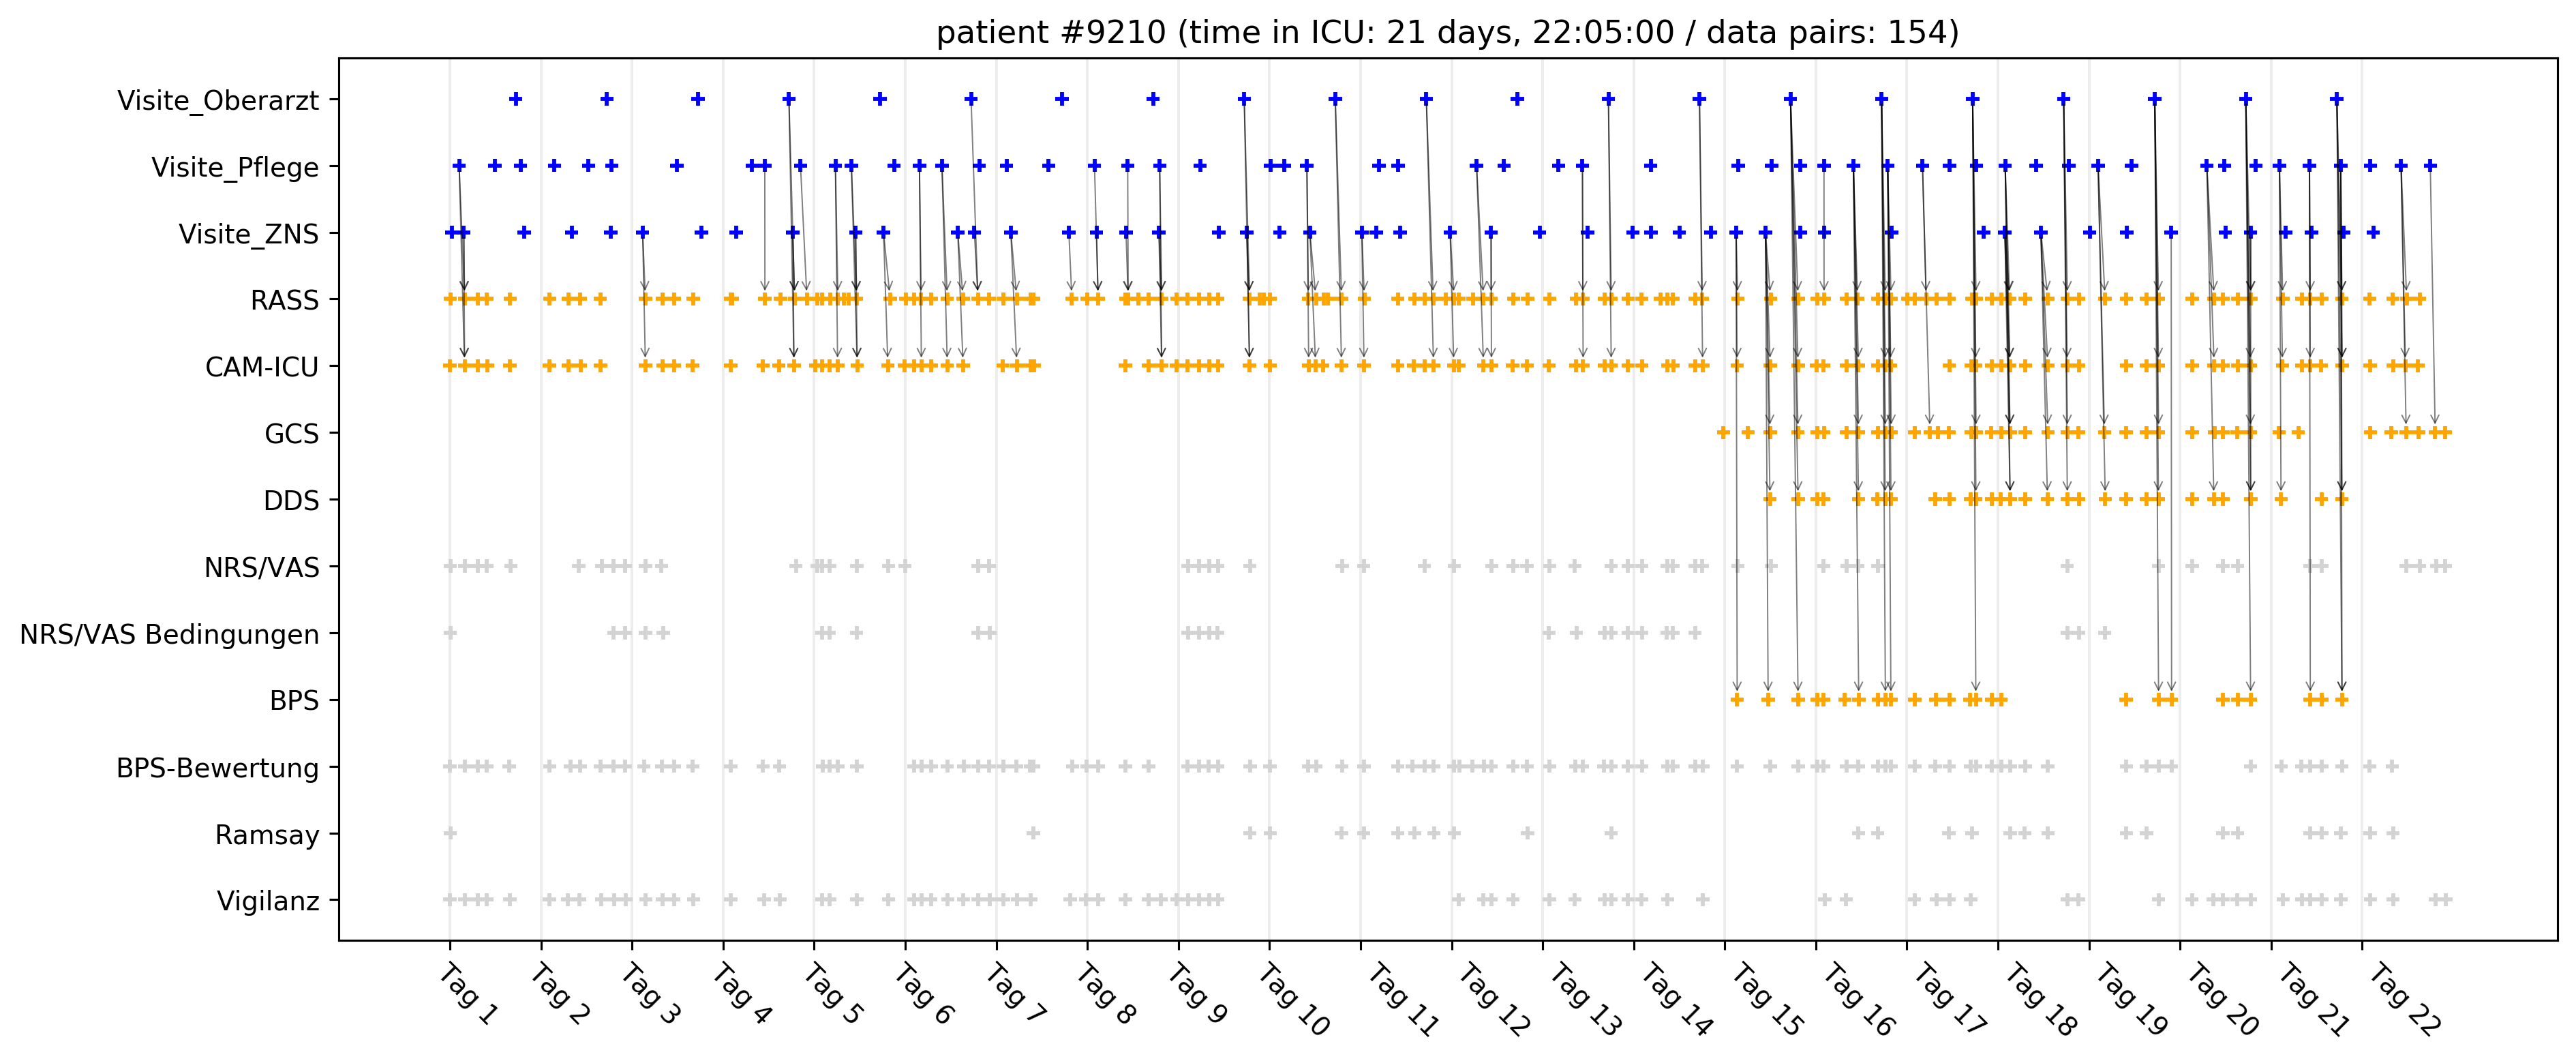 patient #9210 (time in ICU: 21 days, 22:05:00 / data pairs: 154)
Visite_Oberarzt
Visite_Pflege
Visite_ZNS
RASS
CAM-ICU
GCS
DDS
NRS/VAS
NRS/VAS Bedingungen
BPS
BPS-Bewertung
Ramsay
Vigilanz
Tag 1
Tag 2
Tag 3
Tag 4
Tag 5
Tag 6
Tag 7
Tag 8
Tag 9
Tag 10
Tag 11
Tag 12
Tag 13
Tag 14
Tag 15
Tag 16
Tag 17
Tag 18
Tag 19
Tag 20
Tag 21
Tag 22